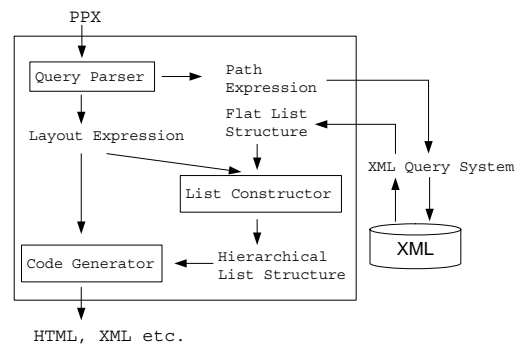 PPX
Query Parser
Path
Expression
Flat List
Structure
Layout Expression
XML Query System
List Constructor
XML
Code Generator
Hierarchical
List Structure
HTML, XML etc.